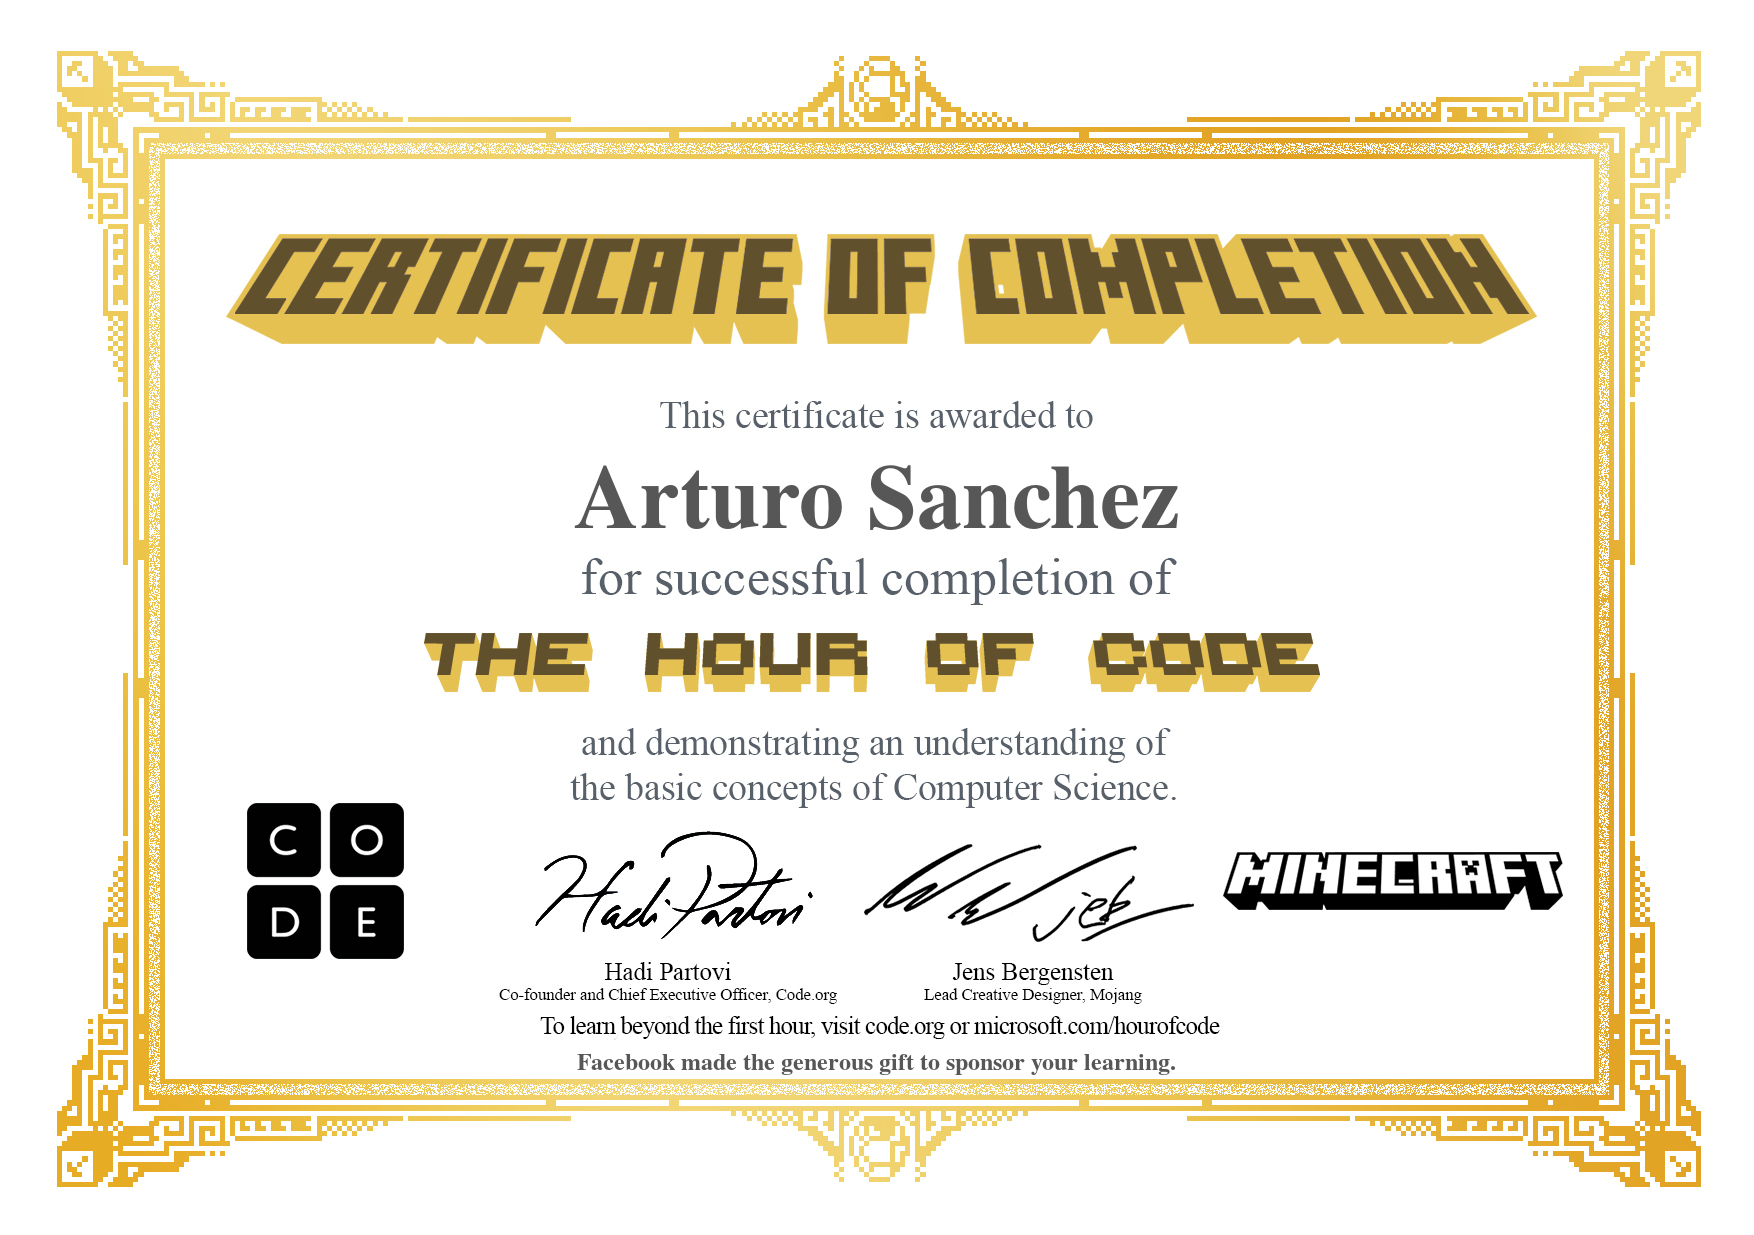 CERTIFICATE OF COMPLETION
This certificate is awarded to
Arturo Sanchez
for successful completion of
THE HOUR OF CODE
and demonstrating an understanding of
the basic concepts of Computer Science.
C O
D E
Hadi Partovi
jeb
MINECRAFT
Hadi Partovi
Co-founder and Chief Executive Officer, Code.org
Jens Bergensten
Lead Creative Designer, Mojang
To learn beyond the first hour, visit code.org or microsoft.com/hourofcode
Facebook made the generous gift to sponsor your learning.